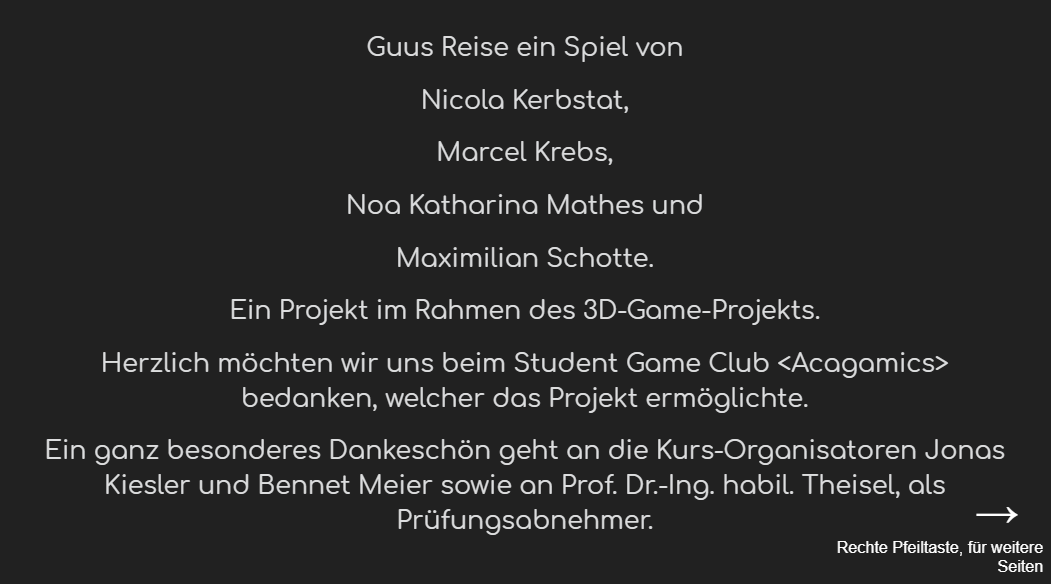 Guus Reise ein Spiel von
Nicola Kerbstat,
Marcel Krebs,
Noa Katharina Mathes und
Maximilian Schotte.
Ein Projekt im Rahmen des 3D-Game-Projekts.
Herzlich möchten wir uns beim Student Game Club <Acagamics>
bedanken, welcher das Projekt ermöglichte.
Ein ganz besonderes Dankeschön geht an die Kurs-Organisatoren Jonas
Kiesler und Bennet Meier sowie an Prof. Dr.-Ing. habil. Theisel, als
Prüfungsabnehmer.
Rechte Pfeiltaste, für weitere
Seiten